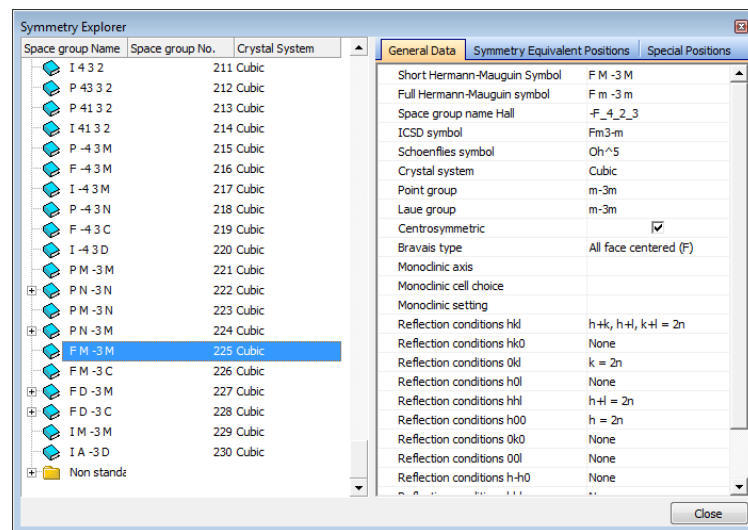 Symmetry Explorer
Space group Name Space group No. Crystal System
I 4 3 2 211 Cubic
P 43 3 2 212 Cubic
P 41 3 2 213 Cubic
I 41 3 2 214 Cubic
P -4 3 M 215 Cubic
F -4 3 M 216 Cubic
I -4 3 M 217 Cubic
P -4 3 N 218 Cubic
F -4 3 C 219 Cubic
I -4 3 D 220 Cubic
P M -3 M 221 Cubic
P N -3 N 222 Cubic
P M -3 N 223 Cubic
P N -3 M 224 Cubic
F M -3 M 225 Cubic
F M -3 C 226 Cubic
F D -3 M 227 Cubic
F D -3 C 228 Cubic
I M -3 M 229 Cubic
I A -3 D 230 Cubic
Non standa
General Data Symmetry Equivalent Positions Special Positions
Short Hermann-Mauguin Symbol F M -3 M
Full Hermann-Mauguin symbol F m -3 m
Space group name Hall -F_4_2_3
ICSD symbol Fm3-m
Schoenflies symbol Oh^5
Crystal system Cubic
Point group m-3m
Laue group m-3m
Centrosymmetric
Bravais type All face centered (F)
Monoclinic axis
Monoclinic cell choice
Monoclinic setting
Reflection conditions hkl h+k, h+l, k+l = 2n
Reflection conditions hk0 None
Reflection conditions 0kl k = 2n
Reflection conditions h0l None
Reflection conditions hhl h+l = 2n
Reflection conditions h00 h = 2n
Reflection conditions 0k0 None
Reflection conditions 00l None
Reflection conditions h-h0 None
Close